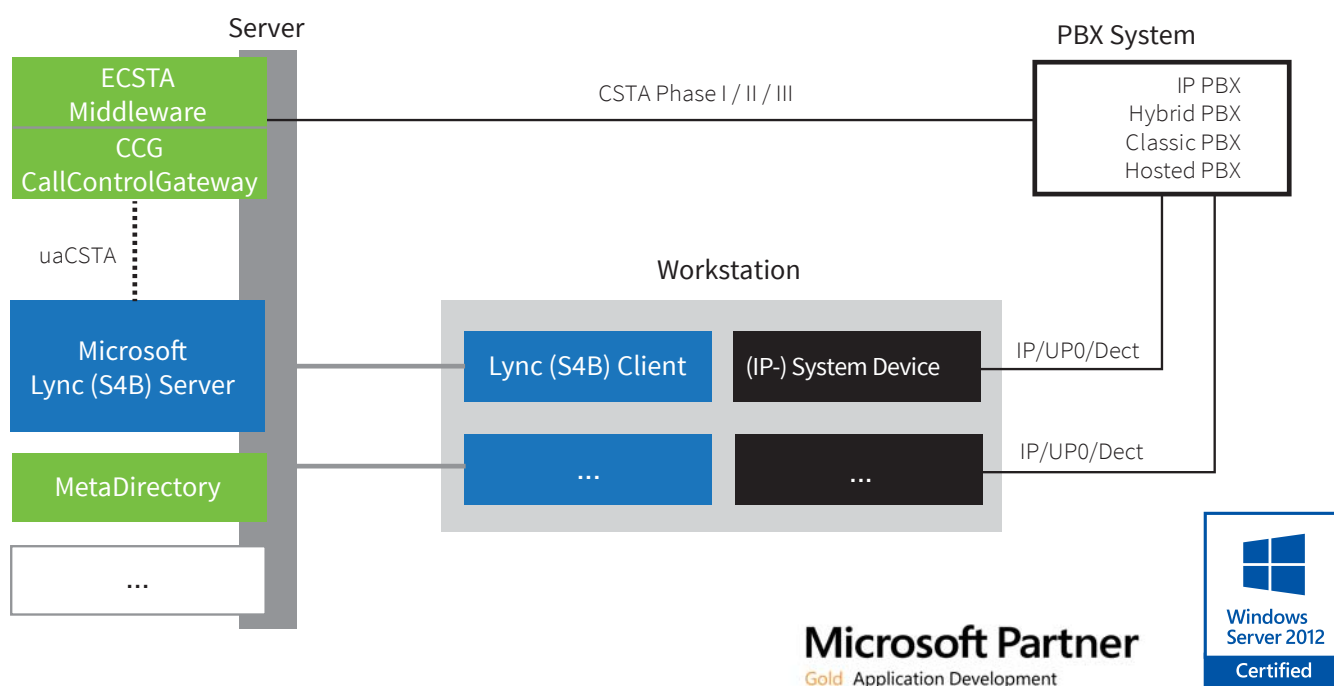 Server
PBX System
ECSTA
Middleware
CCG
CallControlGateway
CSTA Phase I / II / III
IP PBX
Hybrid PBX
Classic PBX
Hosted PBX
uaCSTA
Workstation
Microsoft
Lync (S4B) Server
Lync (S4B) Client
(IP-) System Device
IP/UP0/Dect
...
...
IP/UP0/Dect
MetaDirectory
...
Microsoft Partner
Gold Application Development
Windows
Server 2012
Certified